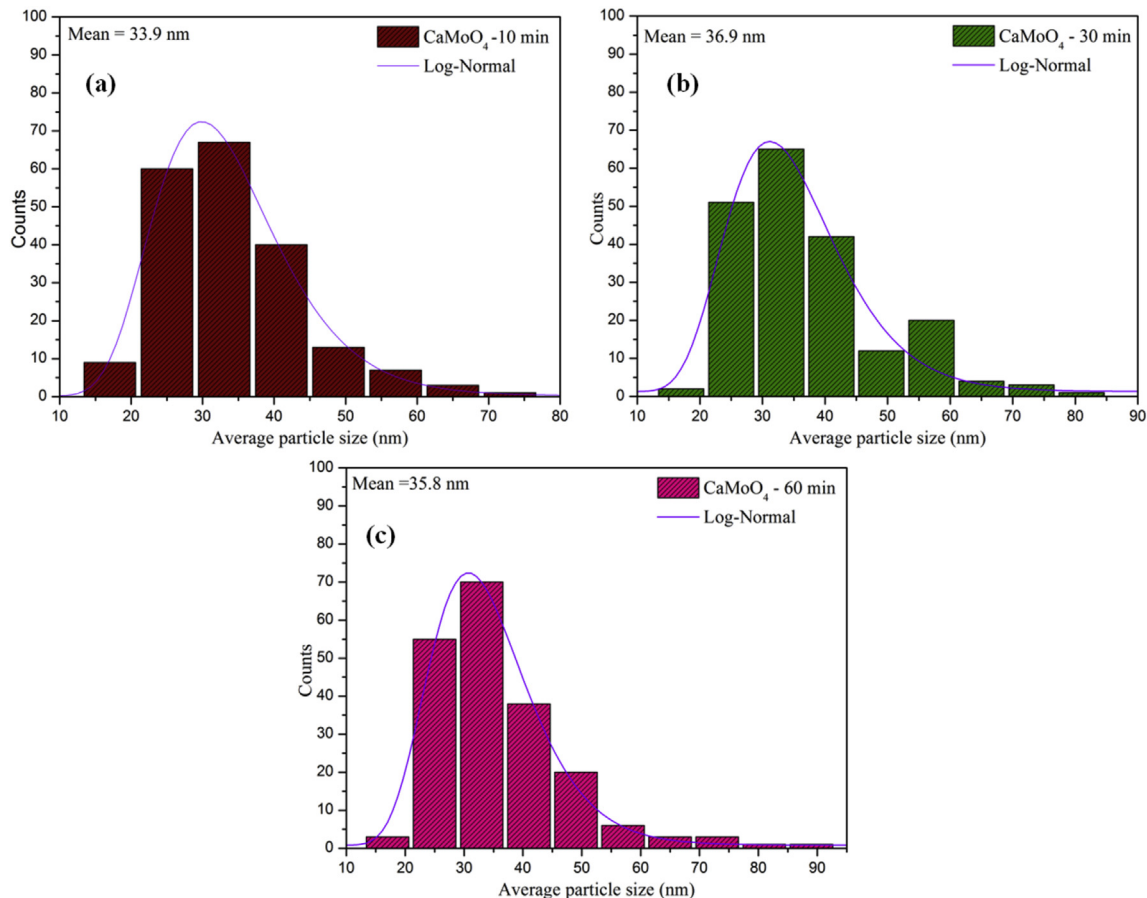 Mean = 33.9 nm
CaMoO₄ -10 min
Log-Normal
(a)
Counts
100
90
80
70
60
50
40
30
20
10
0
10 20 30 40 50 60 70 80
Average particle size (nm)
Mean = 36.9 nm
CaMoO₄ - 30 min
Log-Normal
(b)
Counts
100
90
80
70
60
50
40
30
20
10
0
10 20 30 40 50 60 70 80 90
Average particle size (nm)
Mean =35.8 nm
CaMoO₄ - 60 min
Log-Normal
(c)
Counts
100
90
80
70
60
50
40
30
20
10
0
10 20 30 40 50 60 70 80 90
Average particle size (nm)